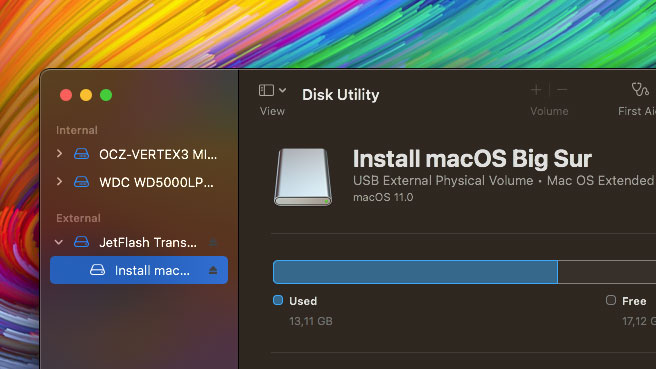 View
Disk Utility
Volume
First Ai
Internal
OCZ-VERTEX3 MI...
WDC WD5000LP...
External
JetFlash Trans...
Install mac...
Install macOS Big Sur
USB External Physical Volume • Mac OS Extended
macOS 11.0
Used
13,11 GB
Free
17,12 G